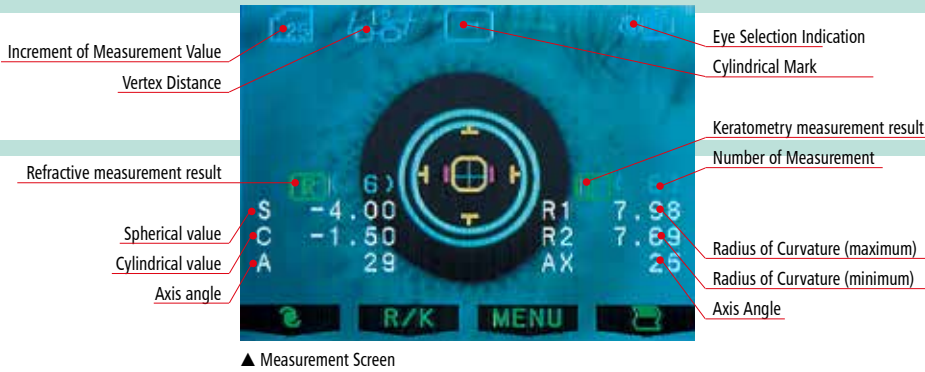 Increment of Measurement Value
Vertex Distance
Eye Selection Indication
Cylindrical Mark
Keratometry measurement result
Number of Measurement
Refractive measurement result
Spherical value
Cylindrical value
Axis angle
R ( 6)
S -4.00
C -1.50
A 29
R1 7.98
R2 7.69
AX 26
Radius of Curvature (maximum)
Radius of Curvature (minimum)
Axis Angle
R/K MENU
▲ Measurement Screen